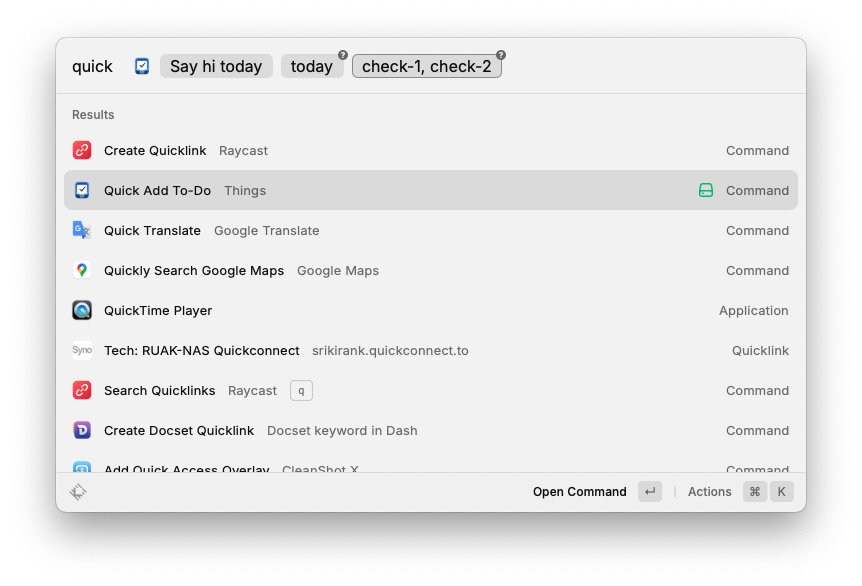 quick Say hi today today ? check-1, check-2 ?
Results
Create Quicklink Raycast Command
Quick Add To-Do Things Command
Quick Translate Google Translate Command
Quickly Search Google Maps Google Maps Command
QuickTime Player Application
Syno Tech: RUAK-NAS Quickconnect srikirank.quickconnect.to Quicklink
Search Quicklinks Raycast q Command
Create Docset Quicklink Docset keyword in Dash Command
Add Quick Access Overlay CleanShot X Command
Open Command ↵ | Actions ⌘ K